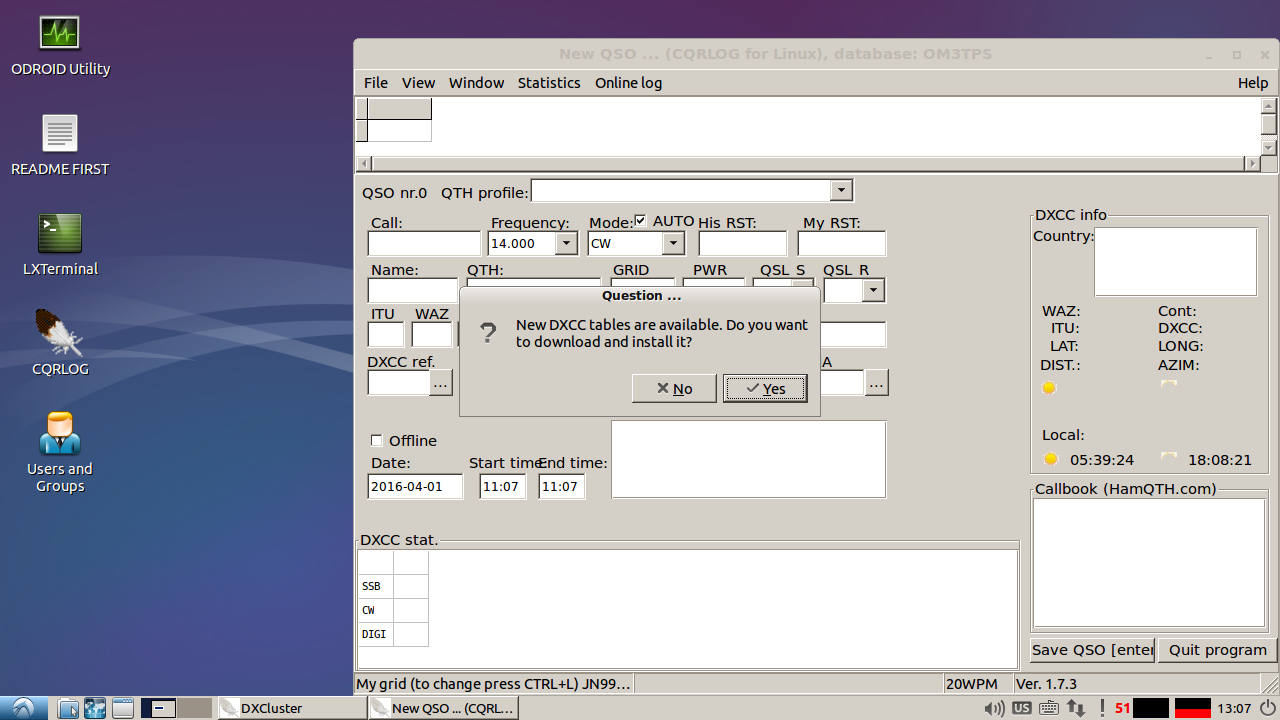 ODROID Utility
README FIRST
LXTerminal
CQRLOG
Users and
Groups
New QSO ... (CQRLOG for Linux), database: OM3TPS
File View Window Statistics Online log Help
QSO nr.0 QTH profile:
Call: Frequency: Mode: AUTO His RST: My RST:
14.000 CW
Name: QTH: GRID PWR QSL S QSL R
ITU WAZ
DXCC ref. A
... ...
Question ...
New DXCC tables are available. Do you want
to download and install it?
No Yes
Offline
Date: Start time: End time:
2016-04-01 11:07 11:07
DXCC info
Country:
WAZ: Cont:
ITU: DXCC:
LAT: LONG:
DIST.: AZIM:
Local:
05:39:24 18:08:21
Callbook (HamQTH.com)
DXCC stat.
SSB
CW
DIGI
Save QSO [enter Quit program
My grid (to change press CTRL+L) JN99... 20WPM Ver. 1.7.3
DXCluster New QSO ... (CQRL... US 51 13:07